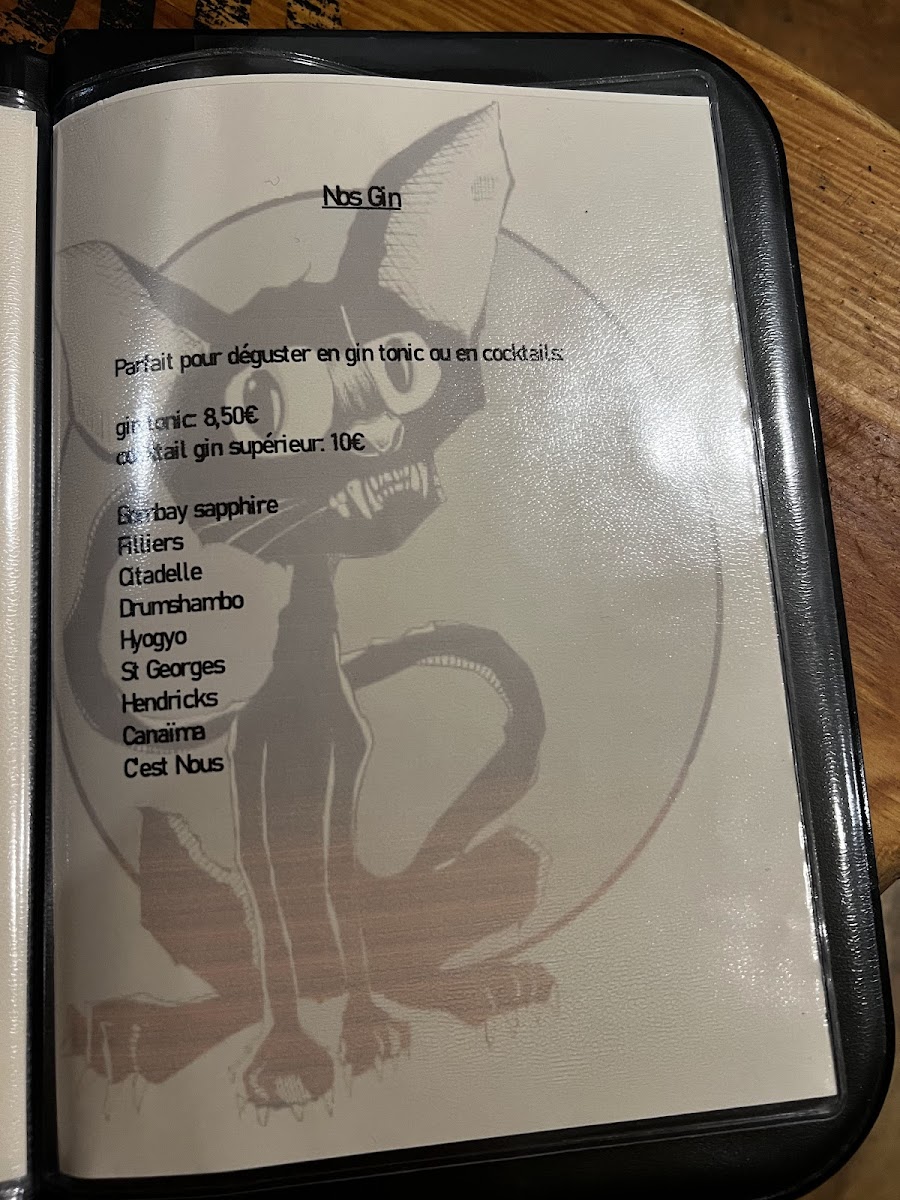 Nos Gin
Parfait pour déguster en gin tonic ou en cocktails:
gin tonic: 8,50€
cocktail gin supérieur: 10€
Bombay sapphire
Filliers
Citadelle
Drumshambo
Hyogyo
St Georges
Hendricks
Canaïma
C'est Nous